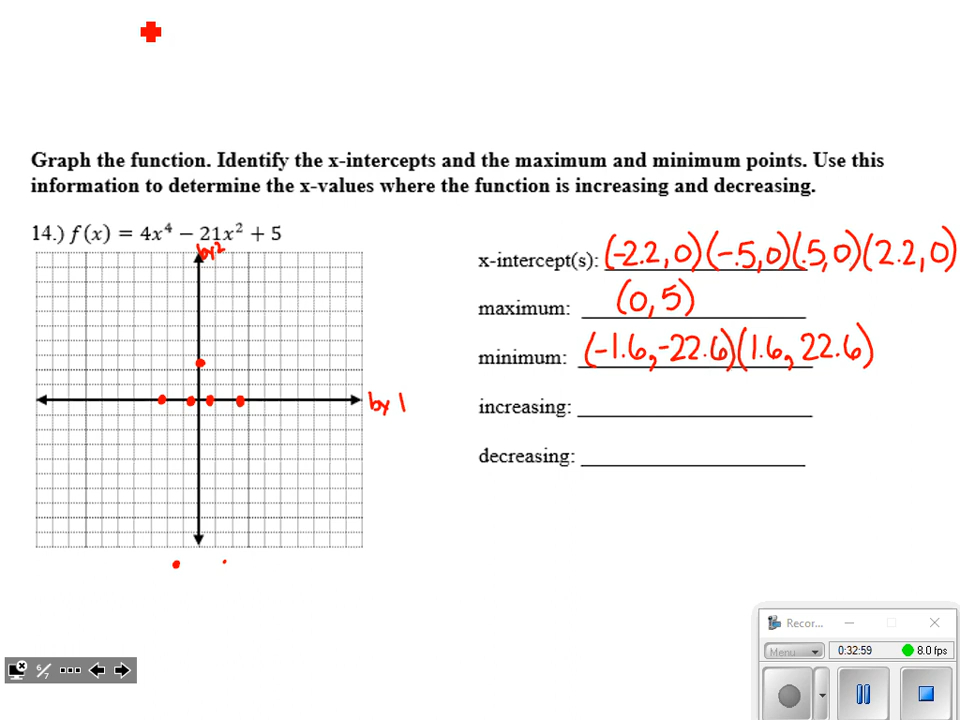 Graph the function. Identify the x-intercepts and the maximum and minimum points. Use this
information to determine the x-values where the function is increasing and decreasing.
14.) f(x) = 4x⁴ − 21x² + 5
by 2
x-intercept(s): (-2.2, 0) (-.5, 0) (.5, 0) (2.2, 0)
maximum: (0, 5)
minimum: (-1.6, -22.6) (1.6, 22.6)
by 1
increasing:
decreasing:
Recor...
Menu
0:32:59
8.0 fps
6/7